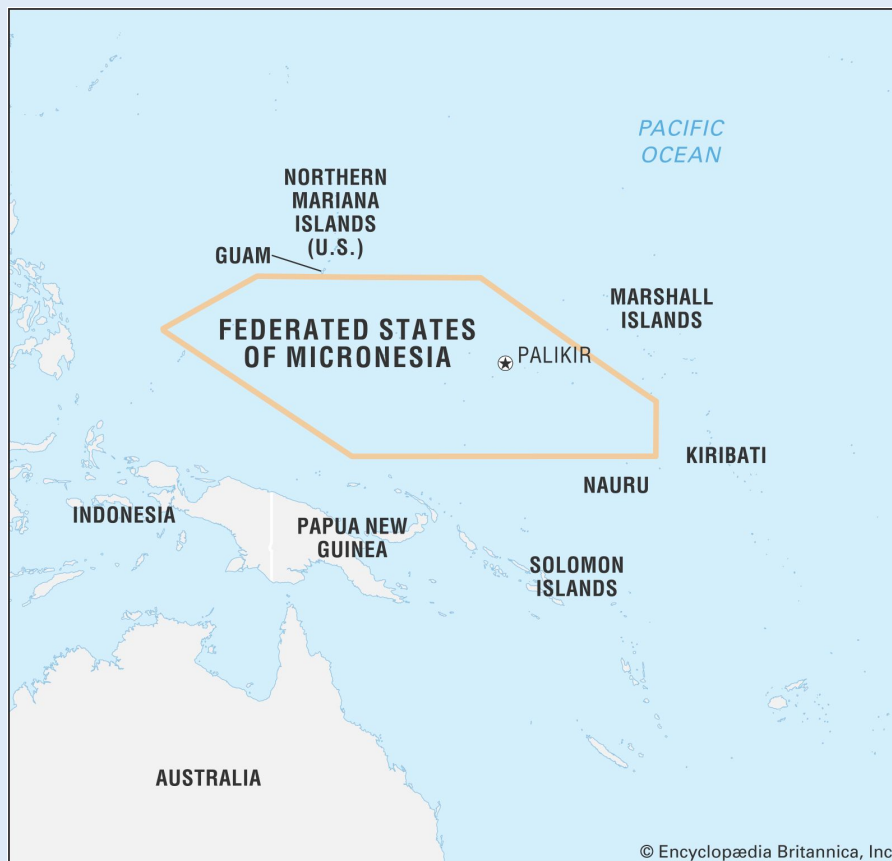 PACIFIC
OCEAN
NORTHERN
MARIANA
ISLANDS
(U.S.)
GUAM
MARSHALL
ISLANDS
FEDERATED STATES
OF MICRONESIA
PALIKIR
KIRIBATI
NAURU
INDONESIA
PAPUA NEW
GUINEA
SOLOMON
ISLANDS
AUSTRALIA
© Encyclopædia Britannica, Inc